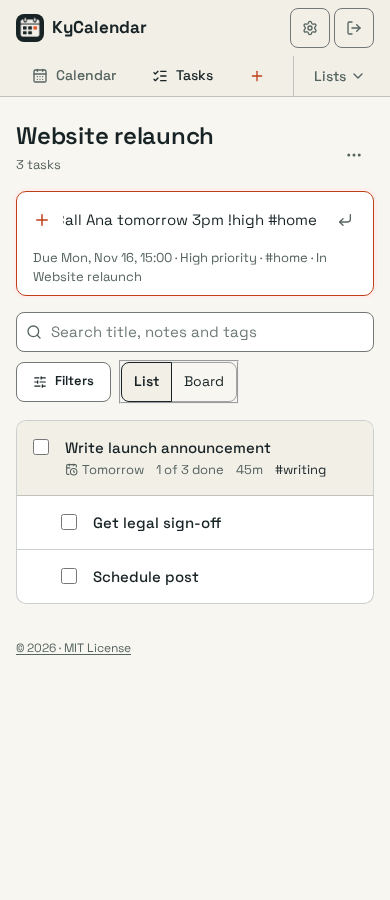 KyCalendar
Calendar
Tasks
Lists
Website relaunch
3 tasks
all Ana tomorrow 3pm !high #home
Due Mon, Nov 16, 15:00 · High priority · #home · In
Website relaunch
Search title, notes and tags
Filters
List
Board
Write launch announcement
Tomorrow 1 of 3 done 45m #writing
Get legal sign-off
Schedule post
© 2026 · MIT License